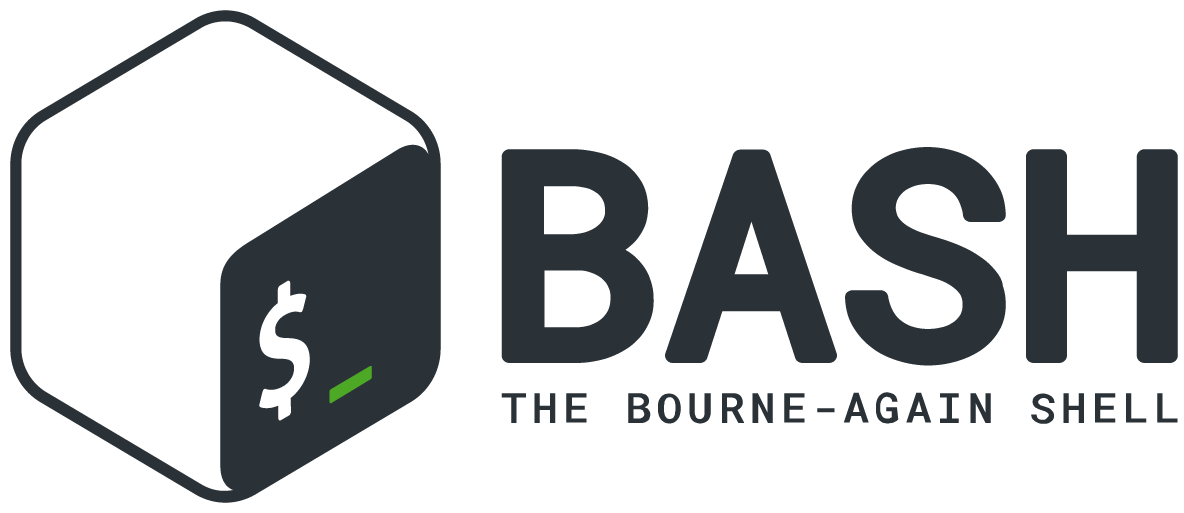 $_
BASH
THE BOURNE-AGAIN SHELL